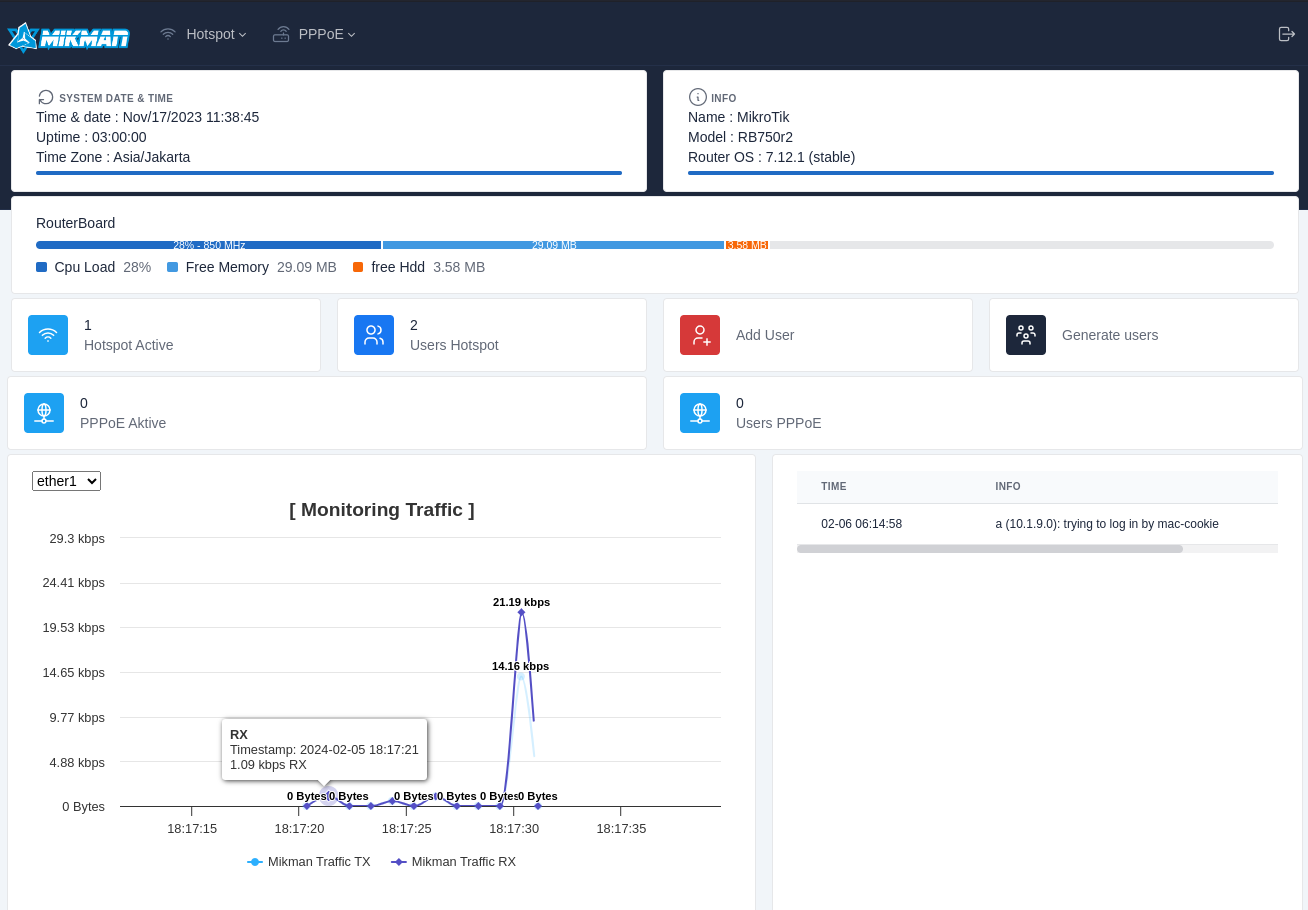 MIKMAN
Hotspot
PPPoE
SYSTEM DATE & TIME
Time & date : Nov/17/2023 11:38:45
Uptime : 03:00:00
Time Zone : Asia/Jakarta
INFO
Name : MikroTik
Model : RB750r2
Router OS : 7.12.1 (stable)
RouterBoard
28% - 850 MHz
29.09 MB
3.58 MB
Cpu Load 28%
Free Memory 29.09 MB
free Hdd 3.58 MB
1
Hotspot Active
2
Users Hotspot
Add User
Generate users
0
PPPoE Aktive
0
Users PPPoE
ether1
[ Monitoring Traffic ]
29.3 kbps
24.41 kbps
19.53 kbps
14.65 kbps
9.77 kbps
4.88 kbps
0 Bytes
21.19 kbps
14.16 kbps
RX
Timestamp: 2024-02-05 18:17:21
1.09 kbps RX
0 Bytes
0 Bytes
0 Bytes
0 Bytes
0 Bytes
0 Bytes
18:17:15
18:17:20
18:17:25
18:17:30
18:17:35
Mikman Traffic TX
Mikman Traffic RX
TIME INFO
02-06 06:14:58 a (10.1.9.0): trying to log in by mac-cookie